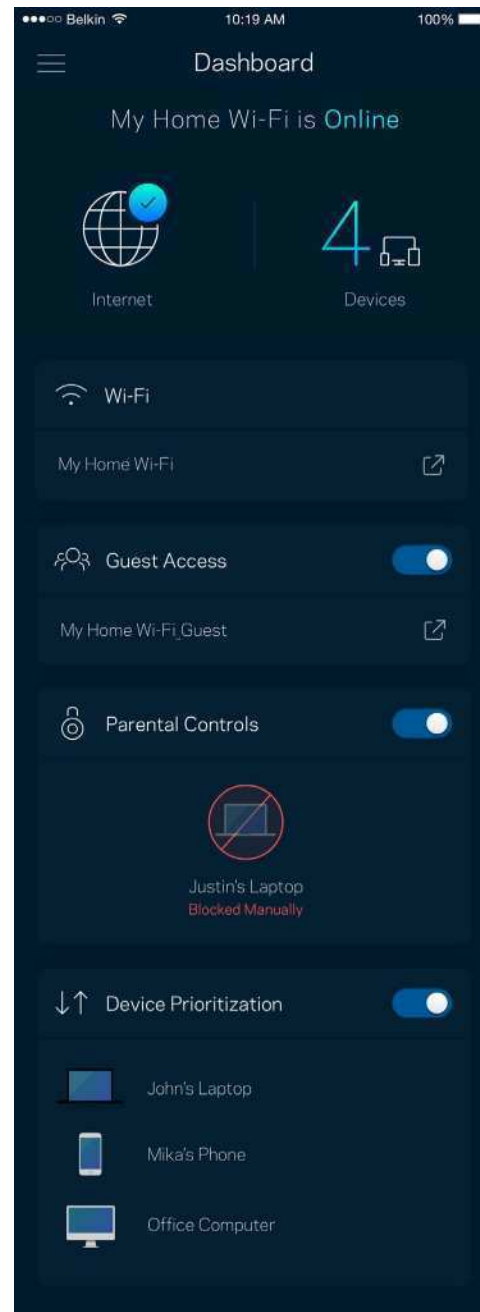 Belkin 10:19 AM 100%
Dashboard
My Home Wi-Fi is Online
4
Internet Devices
Wi-Fi
My Home Wi-Fi
Guest Access
My Home Wi-Fi_Guest
Parental Controls
Justin's Laptop
Blocked Manually
Device Prioritization
John's Laptop
Mika's Phone
Office Computer